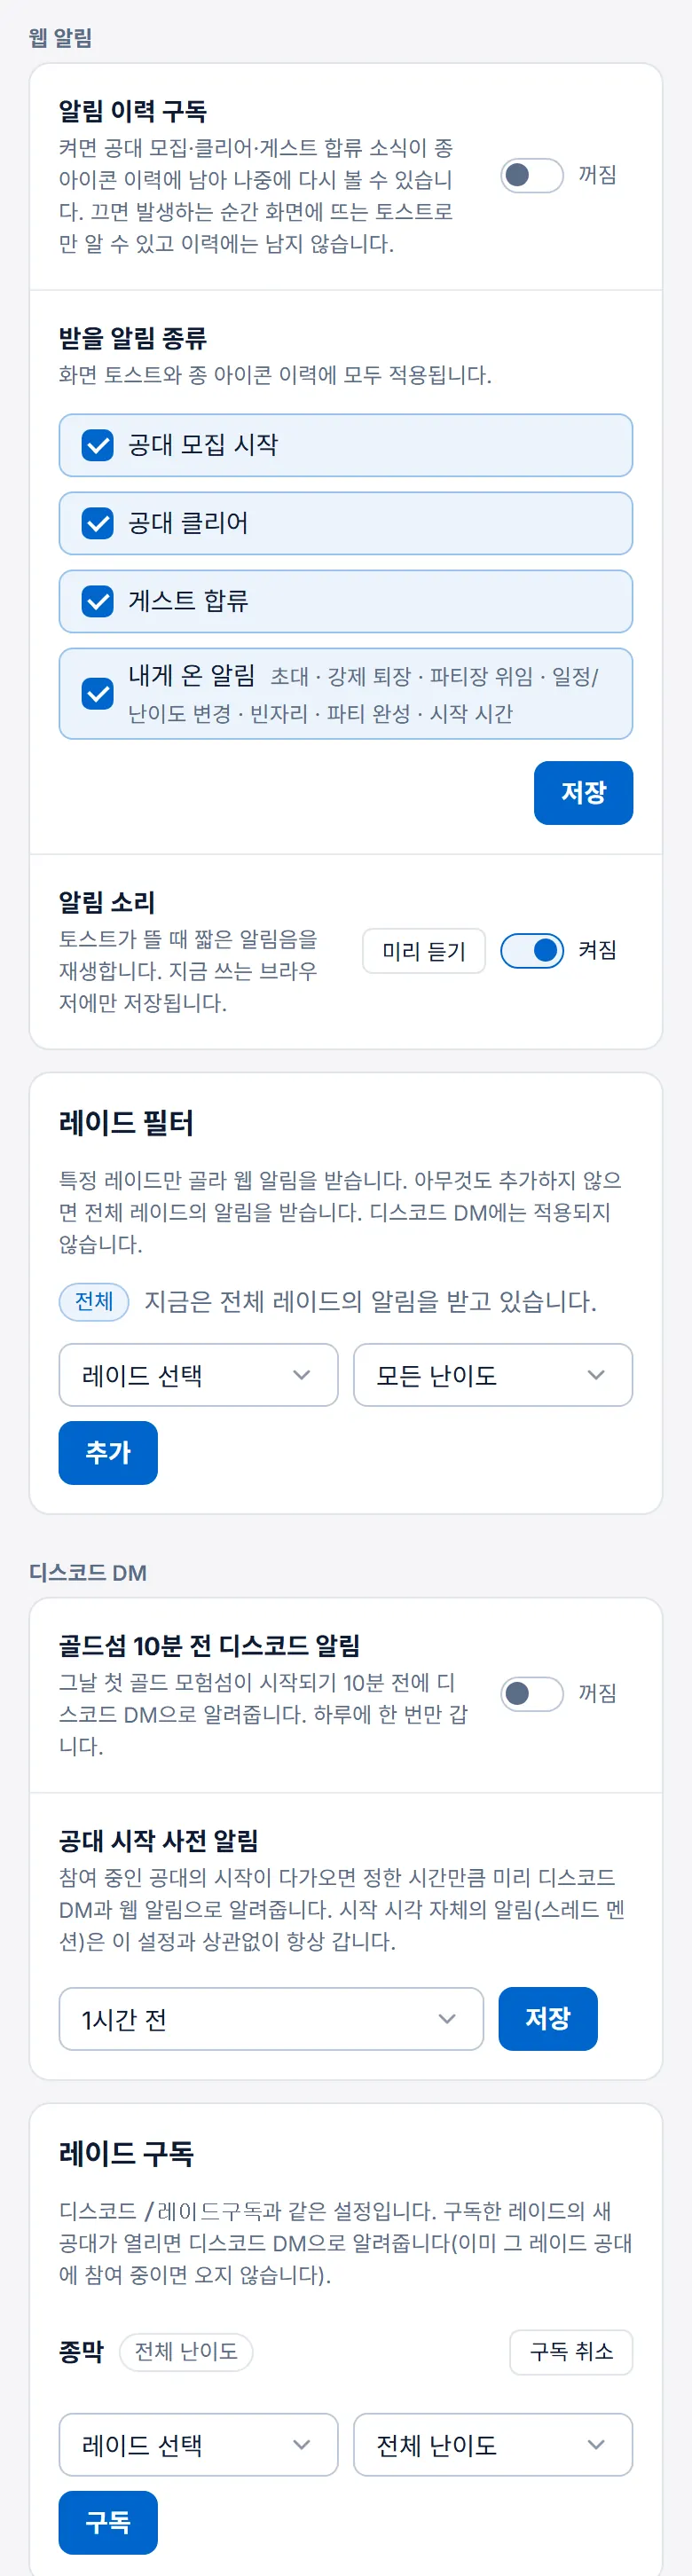 웹 알림
알림 이력 구독
켜면 공대 모집·클리어·게스트 합류 소식이 종
아이콘 이력에 남아 나중에 다시 볼 수 있습니
다. 끄면 발생하는 순간 화면에 뜨는 토스트로
만 알 수 있고 이력에는 남지 않습니다.
꺼짐
받을 알림 종류
화면 토스트와 종 아이콘 이력에 모두 적용됩니다.
공대 모집 시작
공대 클리어
게스트 합류
내게 온 알림 초대 · 강제 퇴장 · 파티장 위임 · 일정/
난이도 변경 · 빈자리 · 파티 완성 · 시작 시간
저장
알림 소리
토스트가 뜰 때 짧은 알림음을
재생합니다. 지금 쓰는 브라우
저에만 저장됩니다.
미리 듣기 켜짐
레이드 필터
특정 레이드만 골라 웹 알림을 받습니다. 아무것도 추가하지 않으
면 전체 레이드의 알림을 받습니다. 디스코드 DM에는 적용되지
않습니다.
전체 지금은 전체 레이드의 알림을 받고 있습니다.
레이드 선택 모든 난이도
추가
디스코드 DM
골드섬 10분 전 디스코드 알림
그날 첫 골드 모험섬이 시작되기 10분 전에 디
스코드 DM으로 알려줍니다. 하루에 한 번만 갑
니다.
꺼짐
공대 시작 사전 알림
참여 중인 공대의 시작이 다가오면 정한 시간만큼 미리 디스코드
DM과 웹 알림으로 알려줍니다. 시작 시각 자체의 알림(스레드 멘
션)은 이 설정과 상관없이 항상 갑니다.
1시간 전 저장
레이드 구독
디스코드 /레이드구독과 같은 설정입니다. 구독한 레이드의 새
공대가 열리면 디스코드 DM으로 알려줍니다(이미 그 레이드 공대
에 참여 중이면 오지 않습니다).
종막 전체 난이도 구독 취소
레이드 선택 전체 난이도
구독